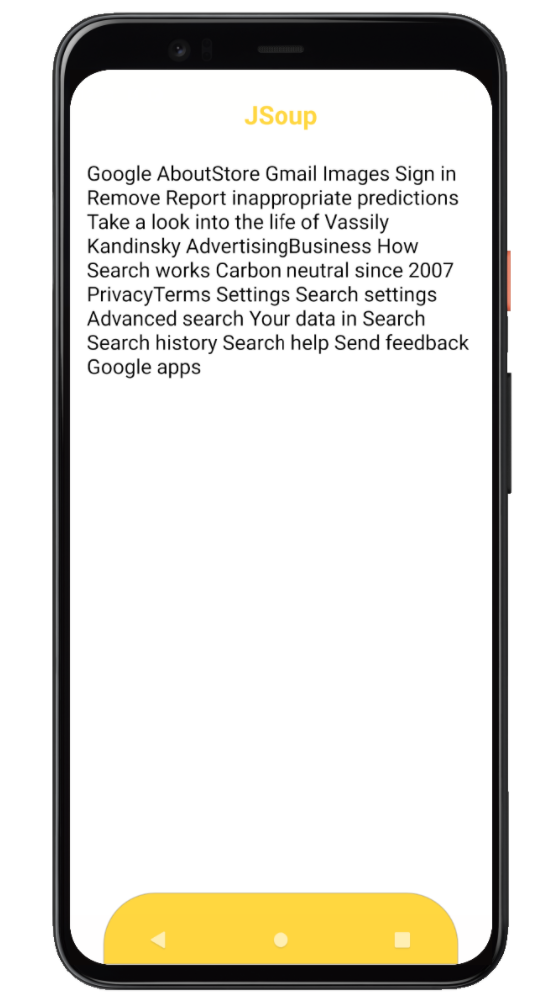 JSoup
Google AboutStore Gmail Images Sign in
Remove Report inappropriate predictions
Take a look into the life of Vassily
Kandinsky AdvertisingBusiness How
Search works Carbon neutral since 2007
PrivacyTerms Settings Search settings
Advanced search Your data in Search
Search history Search help Send feedback
Google apps